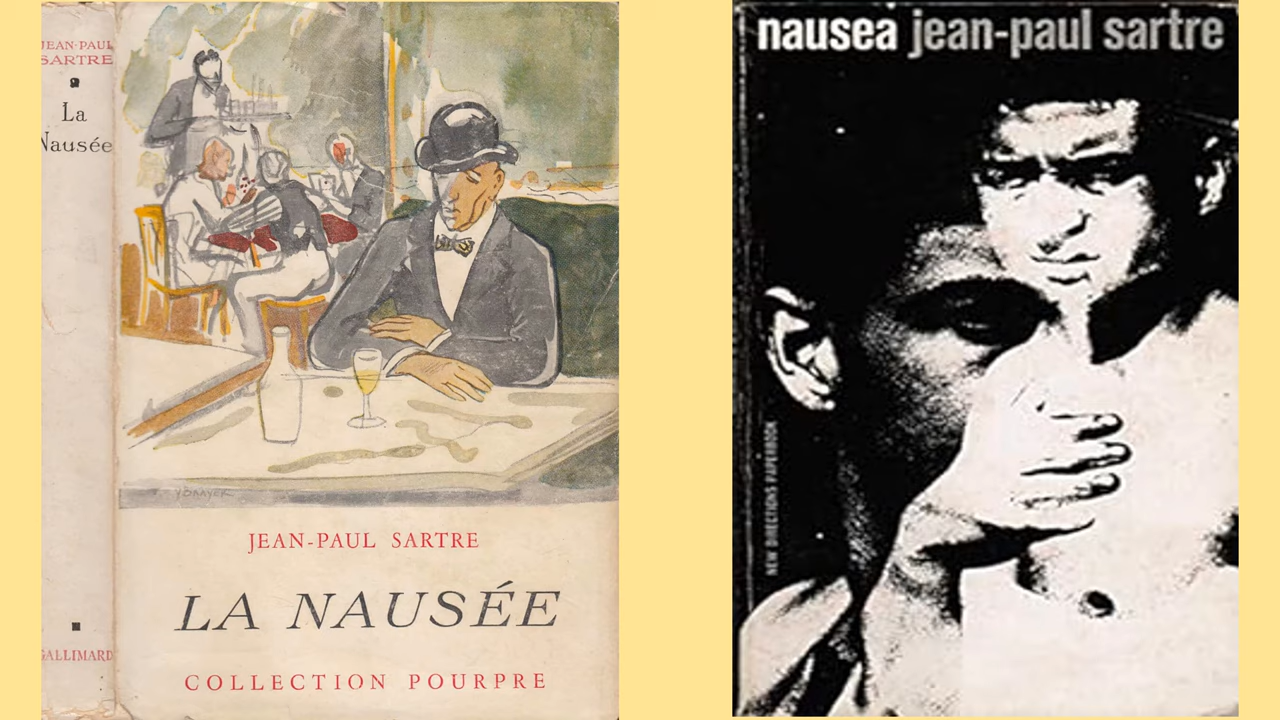 JEAN-PAUL
SARTRE
La
Nausée
GALLIMARD
YBRAYER
JEAN-PAUL SARTRE
LA NAUSÉE
COLLECTION POURPRE
nausea jean-paul sartre
NEW DIRECTIONS PAPERBOOK